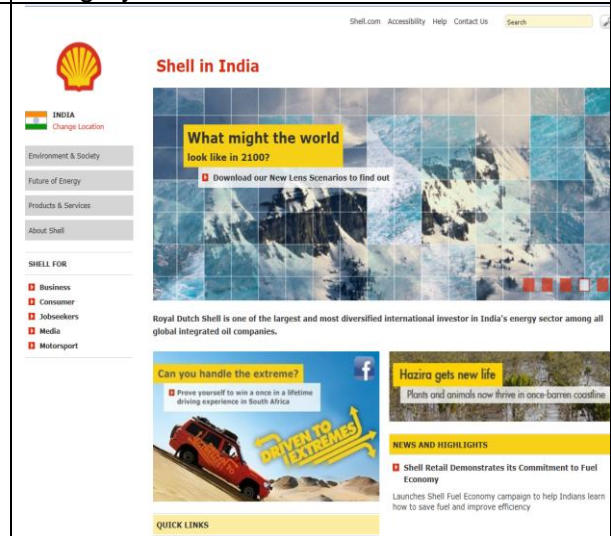 Shell.com Accessibility Help Contact Us Search
Shell in India
INDIA
Change Location
Environment & Society
Future of Energy
Products & Services
About Shell
SHELL FOR
Business
Consumer
Jobseekers
Media
Motorsport
What might the world
look like in 2100?
Download our New Lens Scenarios to find out
Royal Dutch Shell is one of the largest and most diversified international investor in India's energy sector among all
global integrated oil companies.
Can you handle the extreme?
Prove yourself to win a once in a lifetime
driving experience in South Africa
DRIVEN TO
EXTREMES
QUICK LINKS
Hazira gets new life
Plants and animals now thrive in once-barren coastline
NEWS AND HIGHLIGHTS
Shell Retail Demonstrates its Commitment to Fuel
Economy
Launches Shell Fuel Economy campaign to help Indians learn
how to save fuel and improve efficiency